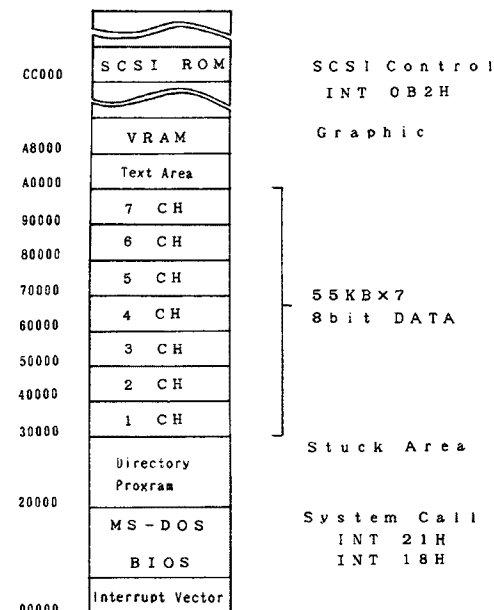 SCSI ROM
SCSI Control
CC000
INT 0B2H
VRAM
Graphic
A8000
Text Area
A0000
7 CH
90000
6 CH
80000
5 CH
70000
55KB×7
4 CH
8bit DATA
60000
3 CH
50000
2 CH
40000
1 CH
30000
Stuck Area
Directory
Proxram
20000
System Call
MS-DOS
INT 21H
INT 18H
BIOS
Interrupt Vector
00000